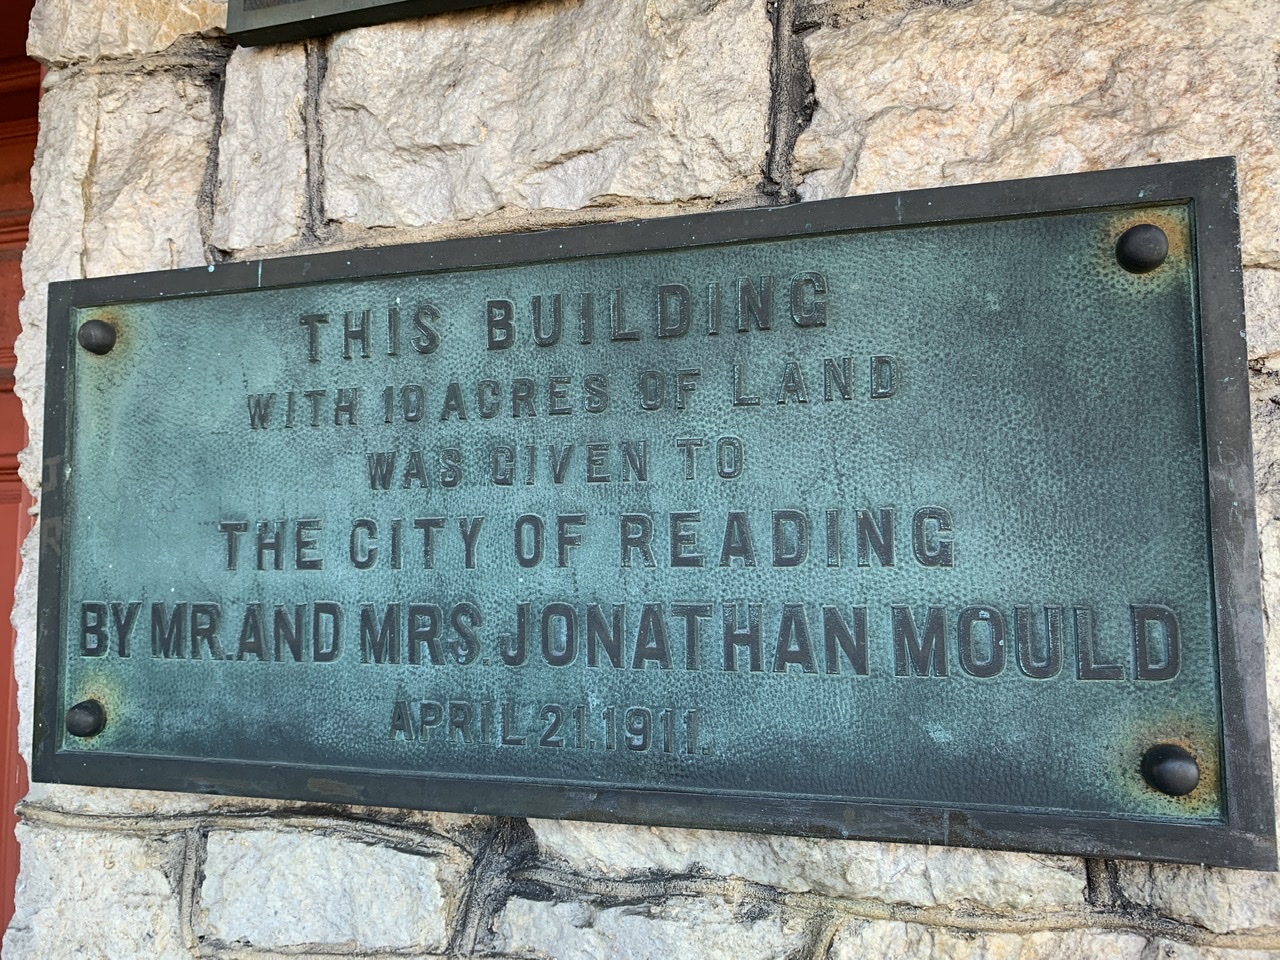 THIS BUILDING
WITH 10 ACRES OF LAND
WAS GIVEN TO
THE CITY OF READING
BY MR. AND MRS. JONATHAN MOULD
APRIL 21. 1911.